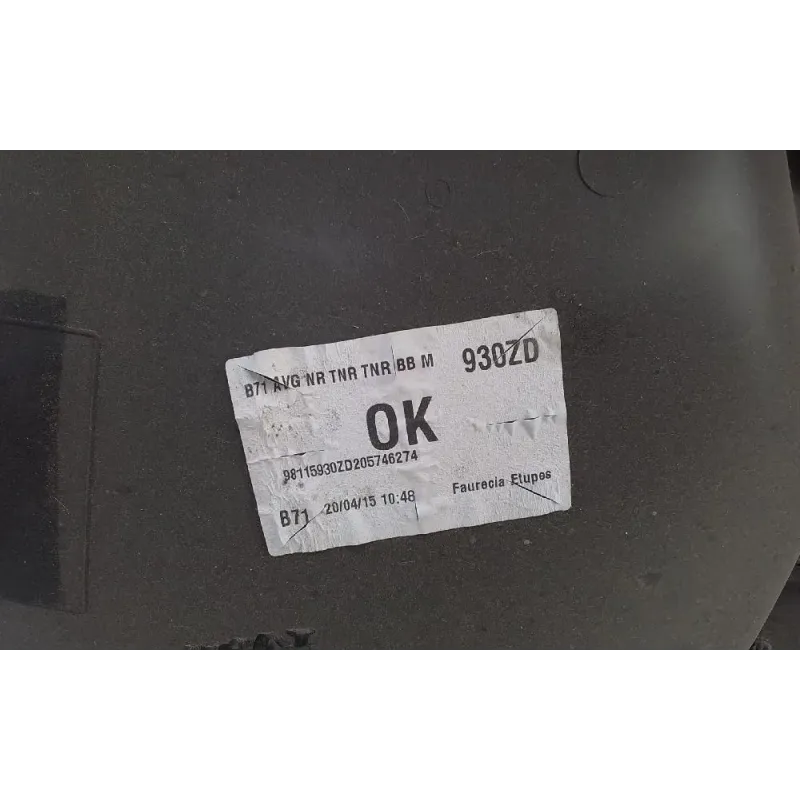 B71 AVG NR TNR TNR BB M 930ZD
OK
98115930ZD205746274
B71 20/04/15 10:48 Faurecia Etupes